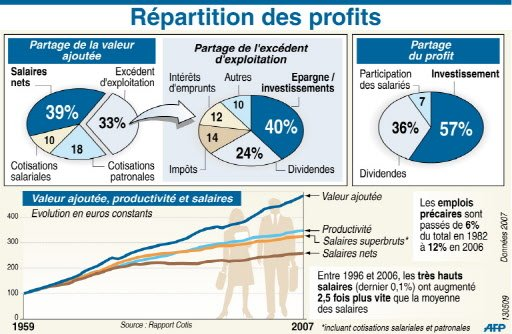 Répartition des profits
Partage de la valeur
ajoutée
Salaires
nets
Excédent
d'exploitation
39%
33%
10
18
Cotisations
salariales
Cotisations
patronales
Partage de l'excédent
d'exploitation
Intérêts
d'emprunts
Autres
Epargne /
investissements
10
12
14
40%
24%
Impôts
Dividendes
Partage
du profit
Participation
des salariés
Investissement
7
36%
57%
Dividendes
Valeur ajoutée, productivité et salaires
Evolution en euros constants
400
300
200
100
1959
2007
Source : Rapport Cotis
Valeur ajoutée
Productivité
Salaires superbruts*
Salaires nets
Les emplois
précaires sont
passés de 6%
du total en 1982
à 12% en 2006
Entre 1996 et 2006, les très hauts
salaires (dernier 0,1%) ont augmenté
2,5 fois plus vite que la moyenne
des salaires
*incluant cotisations salariales et patronales
Données 2007
130509
AFP